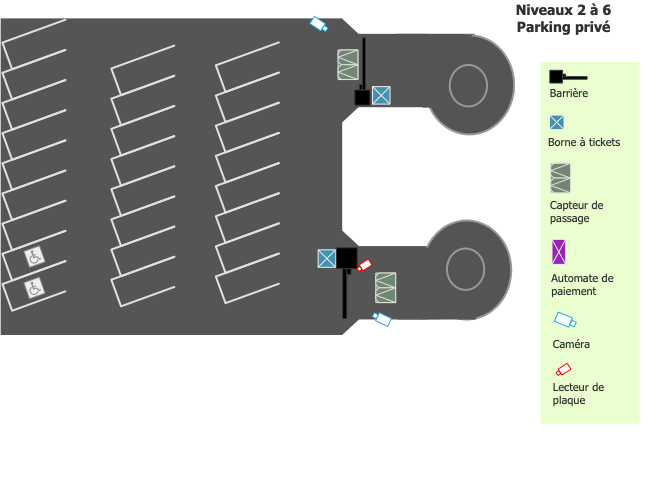 Niveaux 2 à 6
Parking privé
Barrière
Borne à tickets
Capteur de
passage
Automate de
paiement
Caméra
Lecteur de
plaque